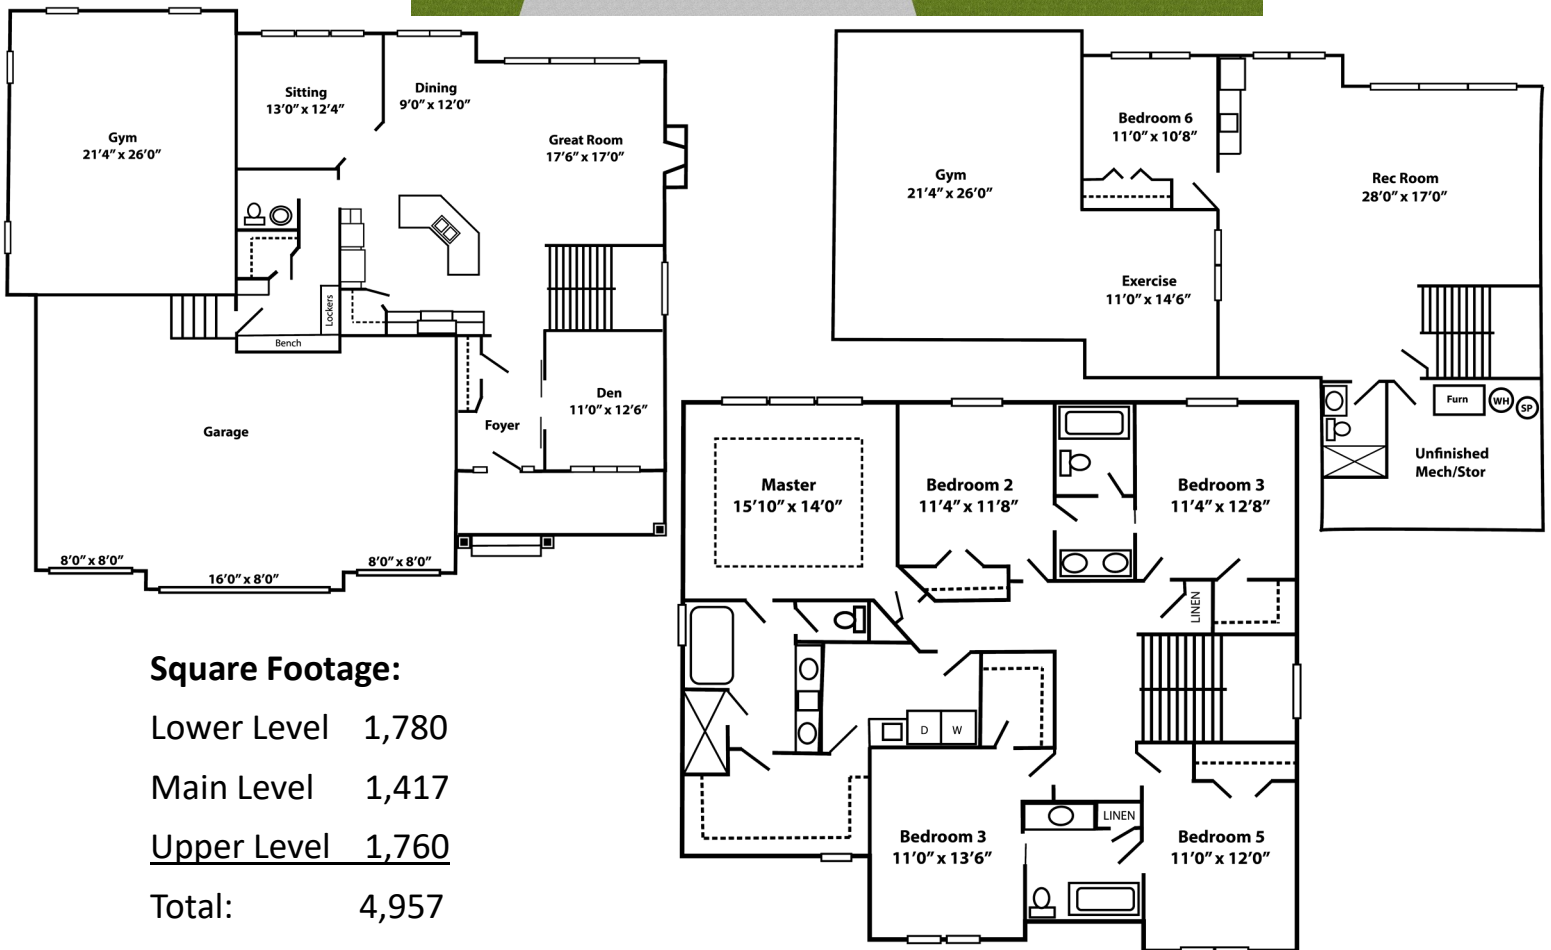 Gym
21’4” x 26’0”
Sitting
13’0” x 12’4”
Dining
9’0” x 12’0”
Great Room
17’6” x 17’0”
Lockers
Bench
Den
11’0” x 12’6”
Foyer
Garage
8’0” x 8’0”
16’0” x 8’0”
8’0” x 8’0”
Gym
21’4” x 26’0”
Bedroom 6
11’0” x 10’8”
Rec Room
28’0” x 17’0”
Exercise
11’0” x 14’6”
Furn
WH
SP
Unfinished
Mech/Stor
Master
15’10” x 14’0”
Bedroom 2
11’4” x 11’8”
Bedroom 3
11’4” x 12’8”
LINEN
D
W
Bedroom 3
11’0” x 13’6”
LINEN
Bedroom 5
11’0” x 12’0”
Square Footage:
Lower Level 1,780
Main Level 1,417
Upper Level 1,760
Total: 4,957